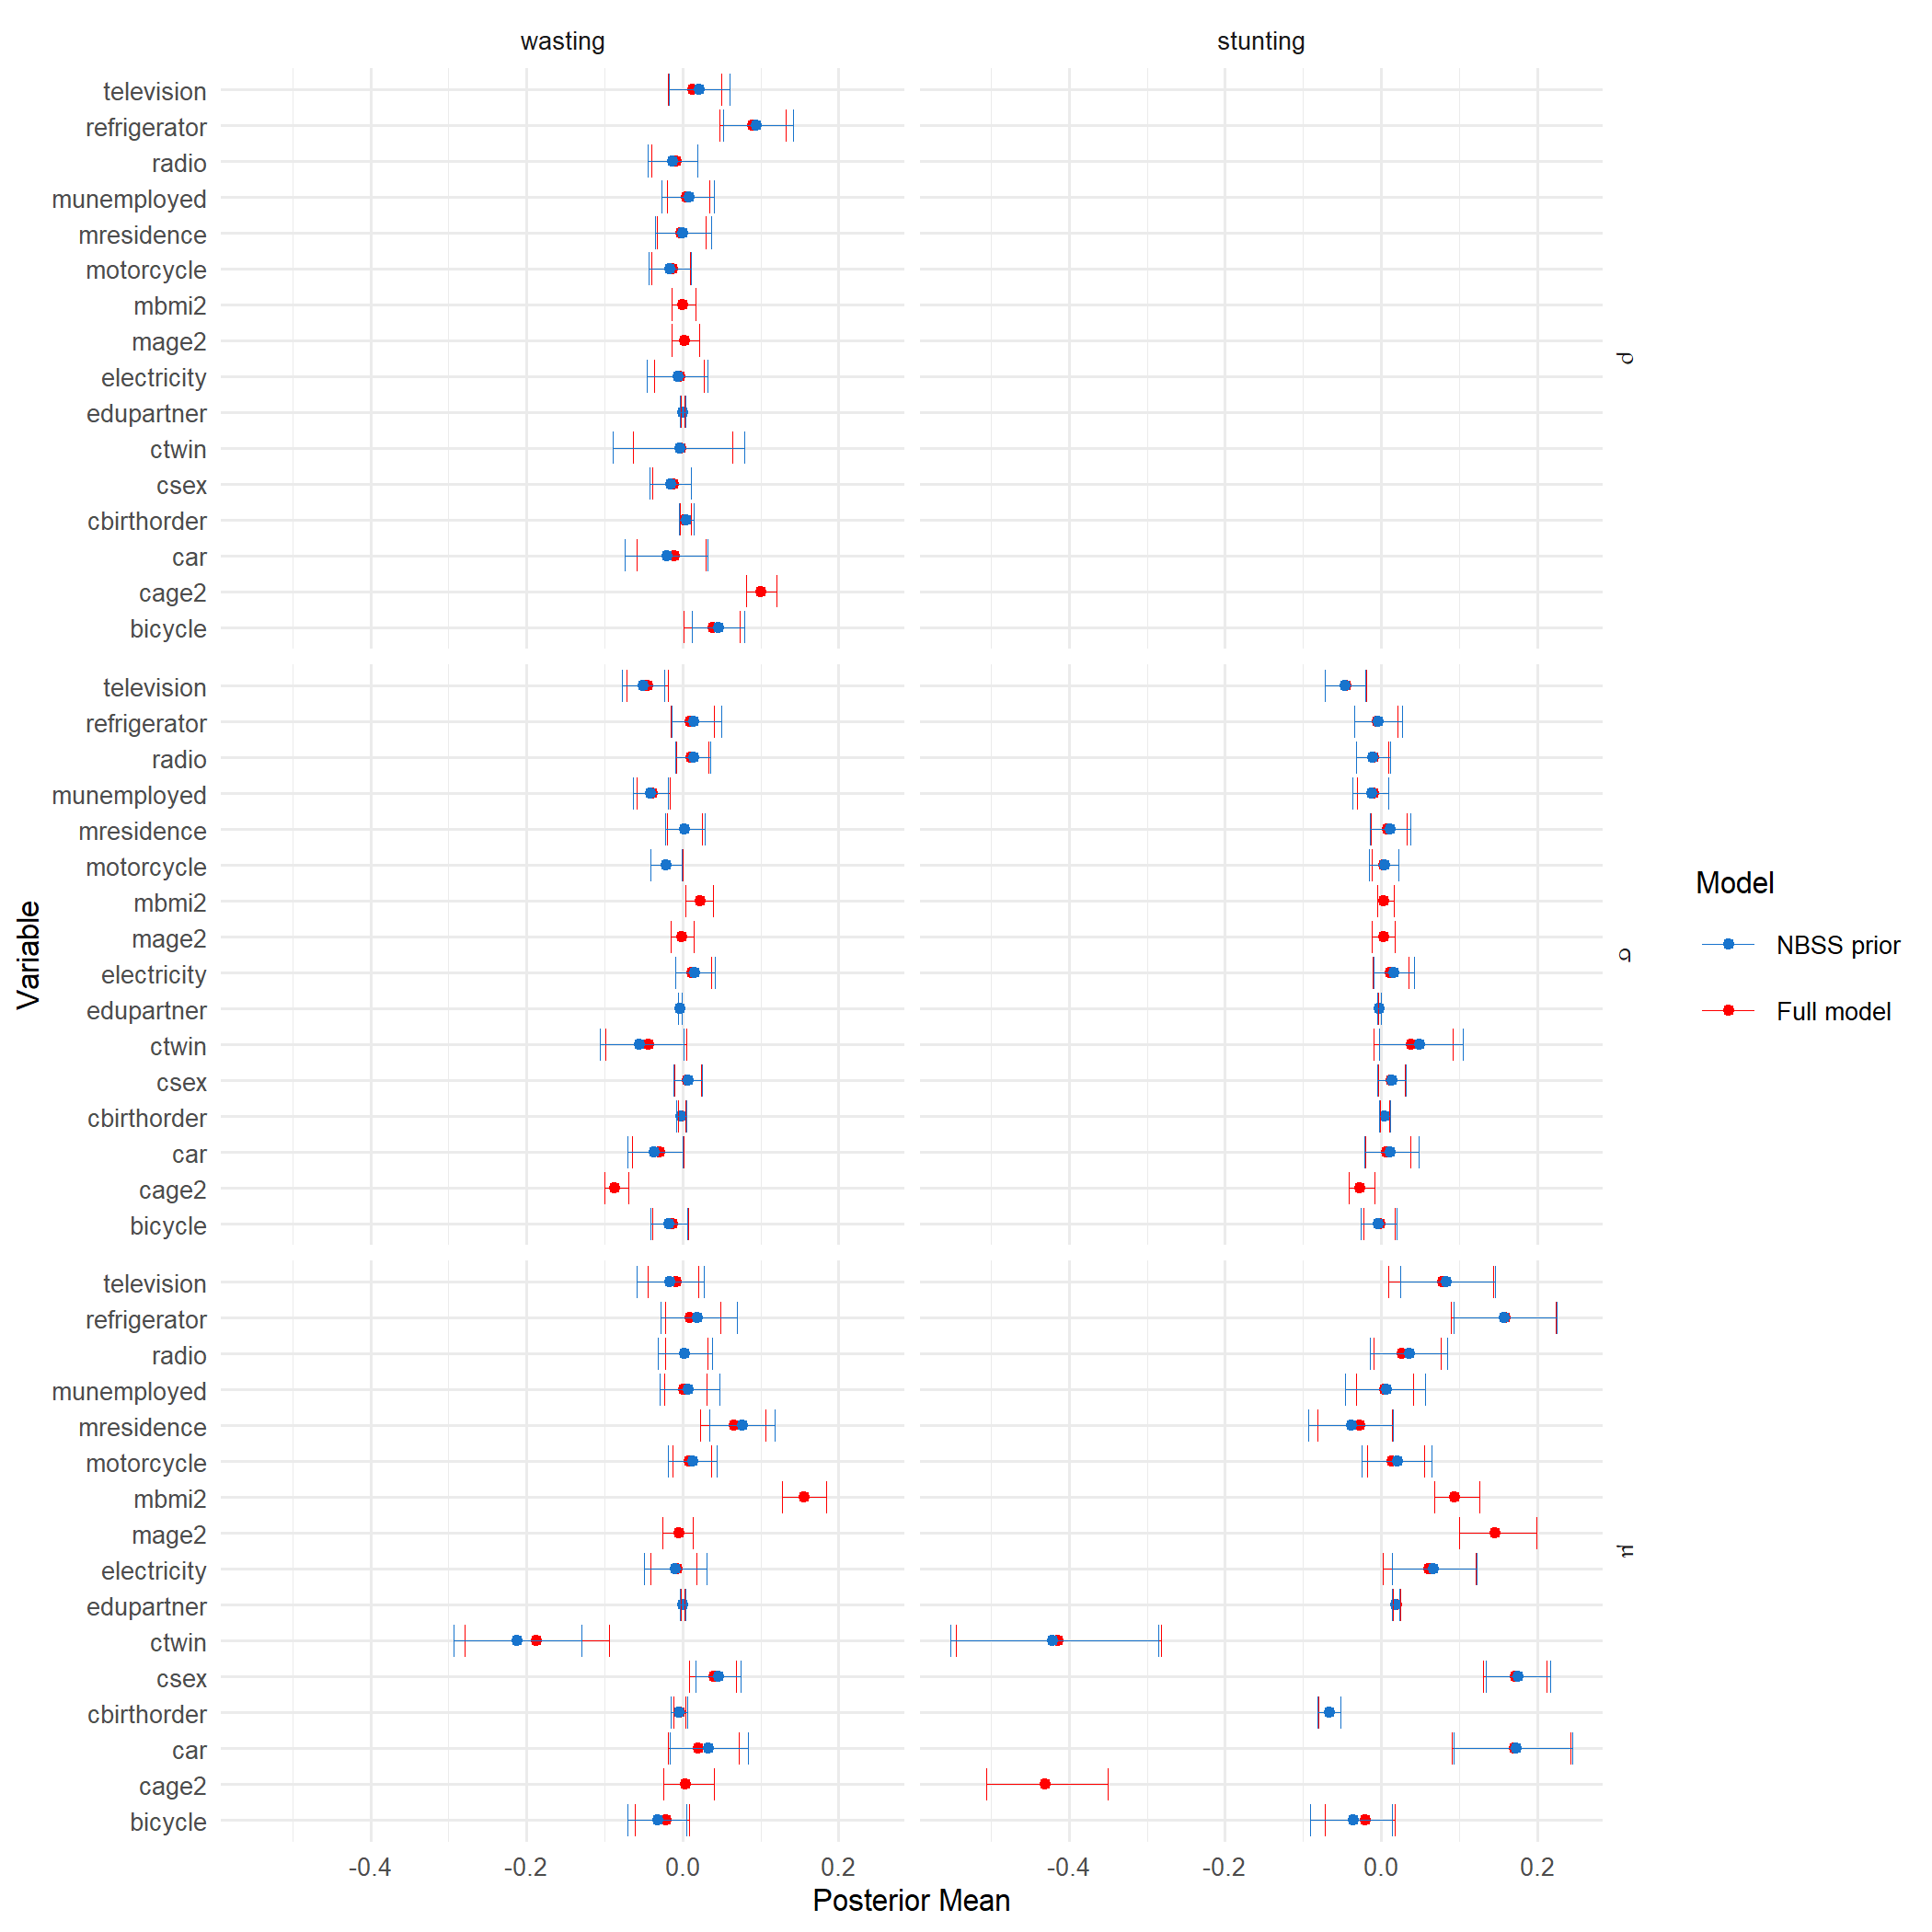 wasting stunting
television
refrigerator
radio
munemployed
mresidence
motorcycle
mbmi2
mage2
electricity
edupartner
ctwin
csex
cbirthorder
car
cage2
bicycle
ρ
television
refrigerator
radio
munemployed
mresidence
motorcycle
mbmi2
mage2
electricity
edupartner
ctwin
csex
cbirthorder
car
cage2
bicycle
σ
television
refrigerator
radio
munemployed
mresidence
motorcycle
mbmi2
mage2
electricity
edupartner
ctwin
csex
cbirthorder
car
cage2
bicycle
μ
-0.4 -0.2 0.0 0.2 -0.4 -0.2 0.0 0.2
Posterior Mean
Variable
Model
NBSS prior
Full model